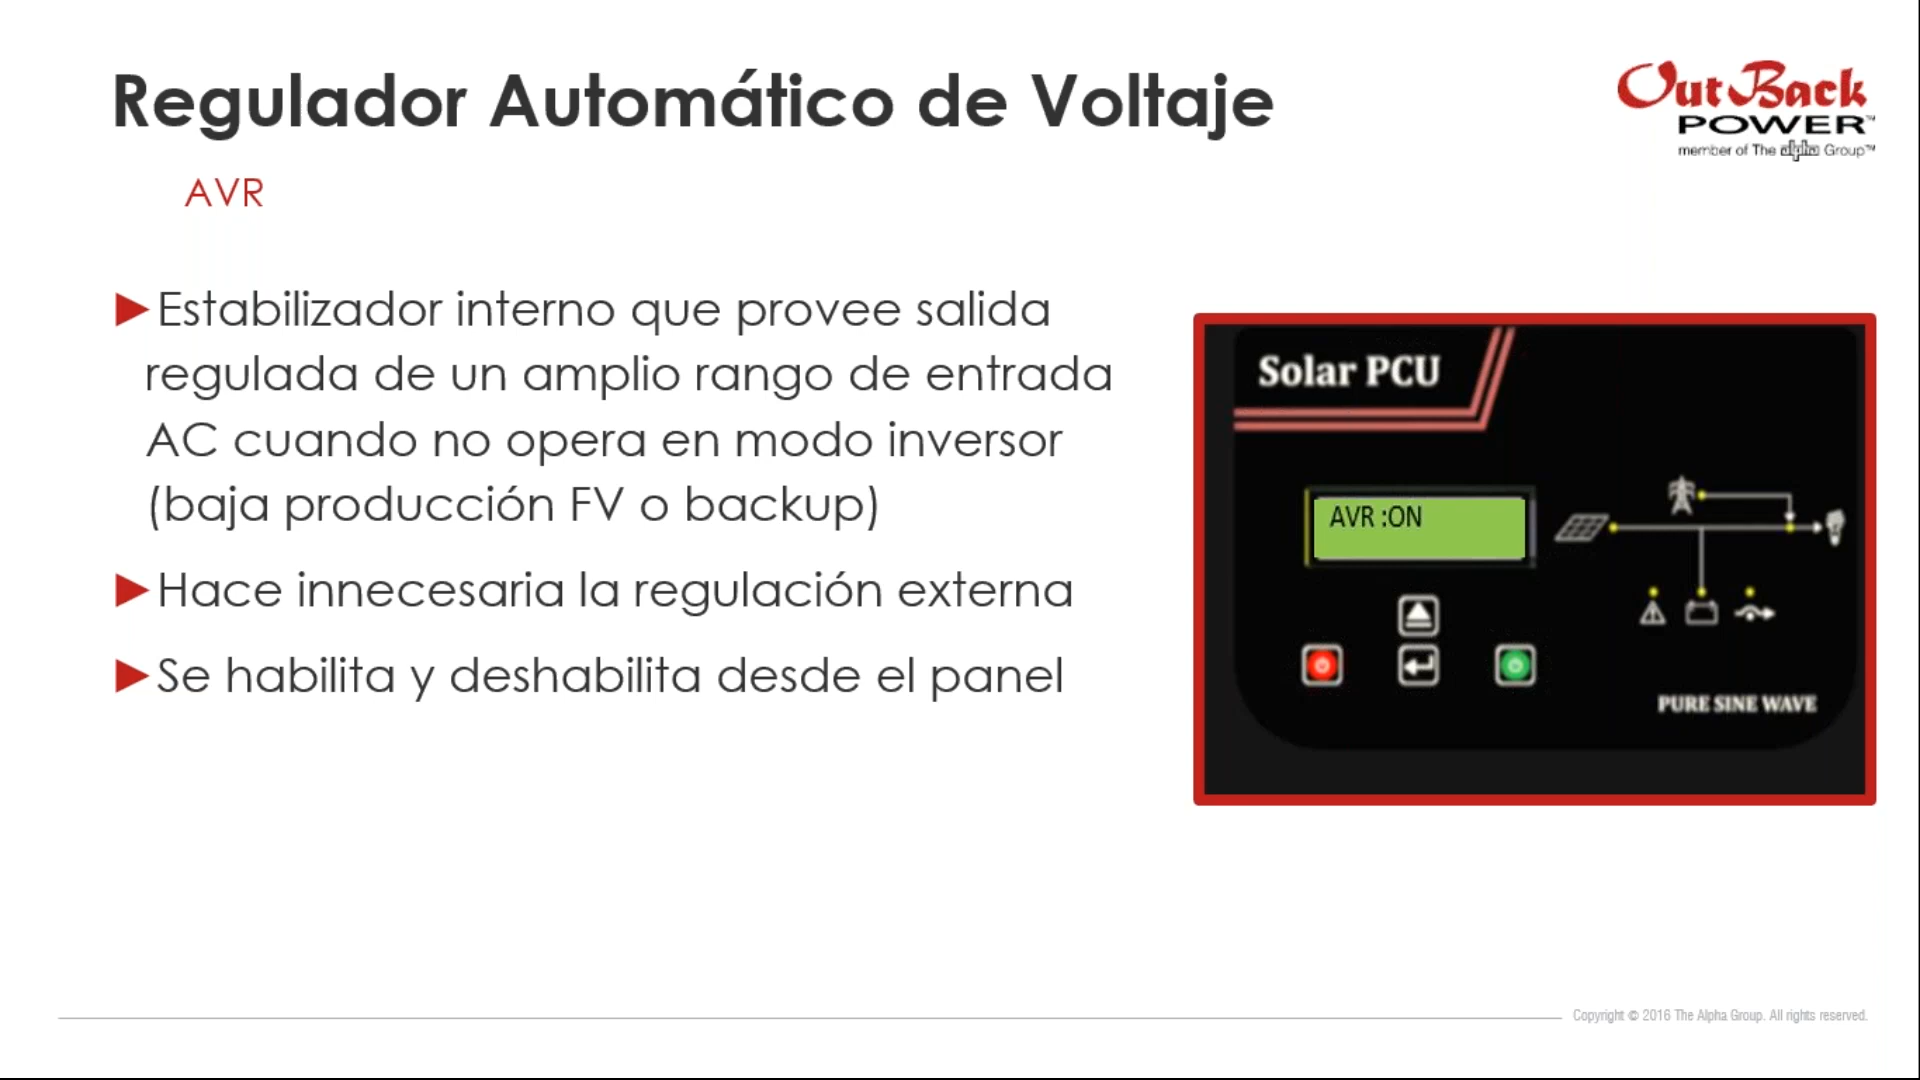 Regulador Automático de Voltaje
OutBack
POWER™
member of The alpha Group™
AVR
►Estabilizador interno que provee salida
regulada de un amplio rango de entrada
AC cuando no opera en modo inversor
(baja producción FV o backup)
►Hace innecesaria la regulación externa
►Se habilita y deshabilita desde el panel
Solar PCU
AVR :ON
PURE SINE WAVE
Copyright © 2016 The Alpha Group. All rights reserved.